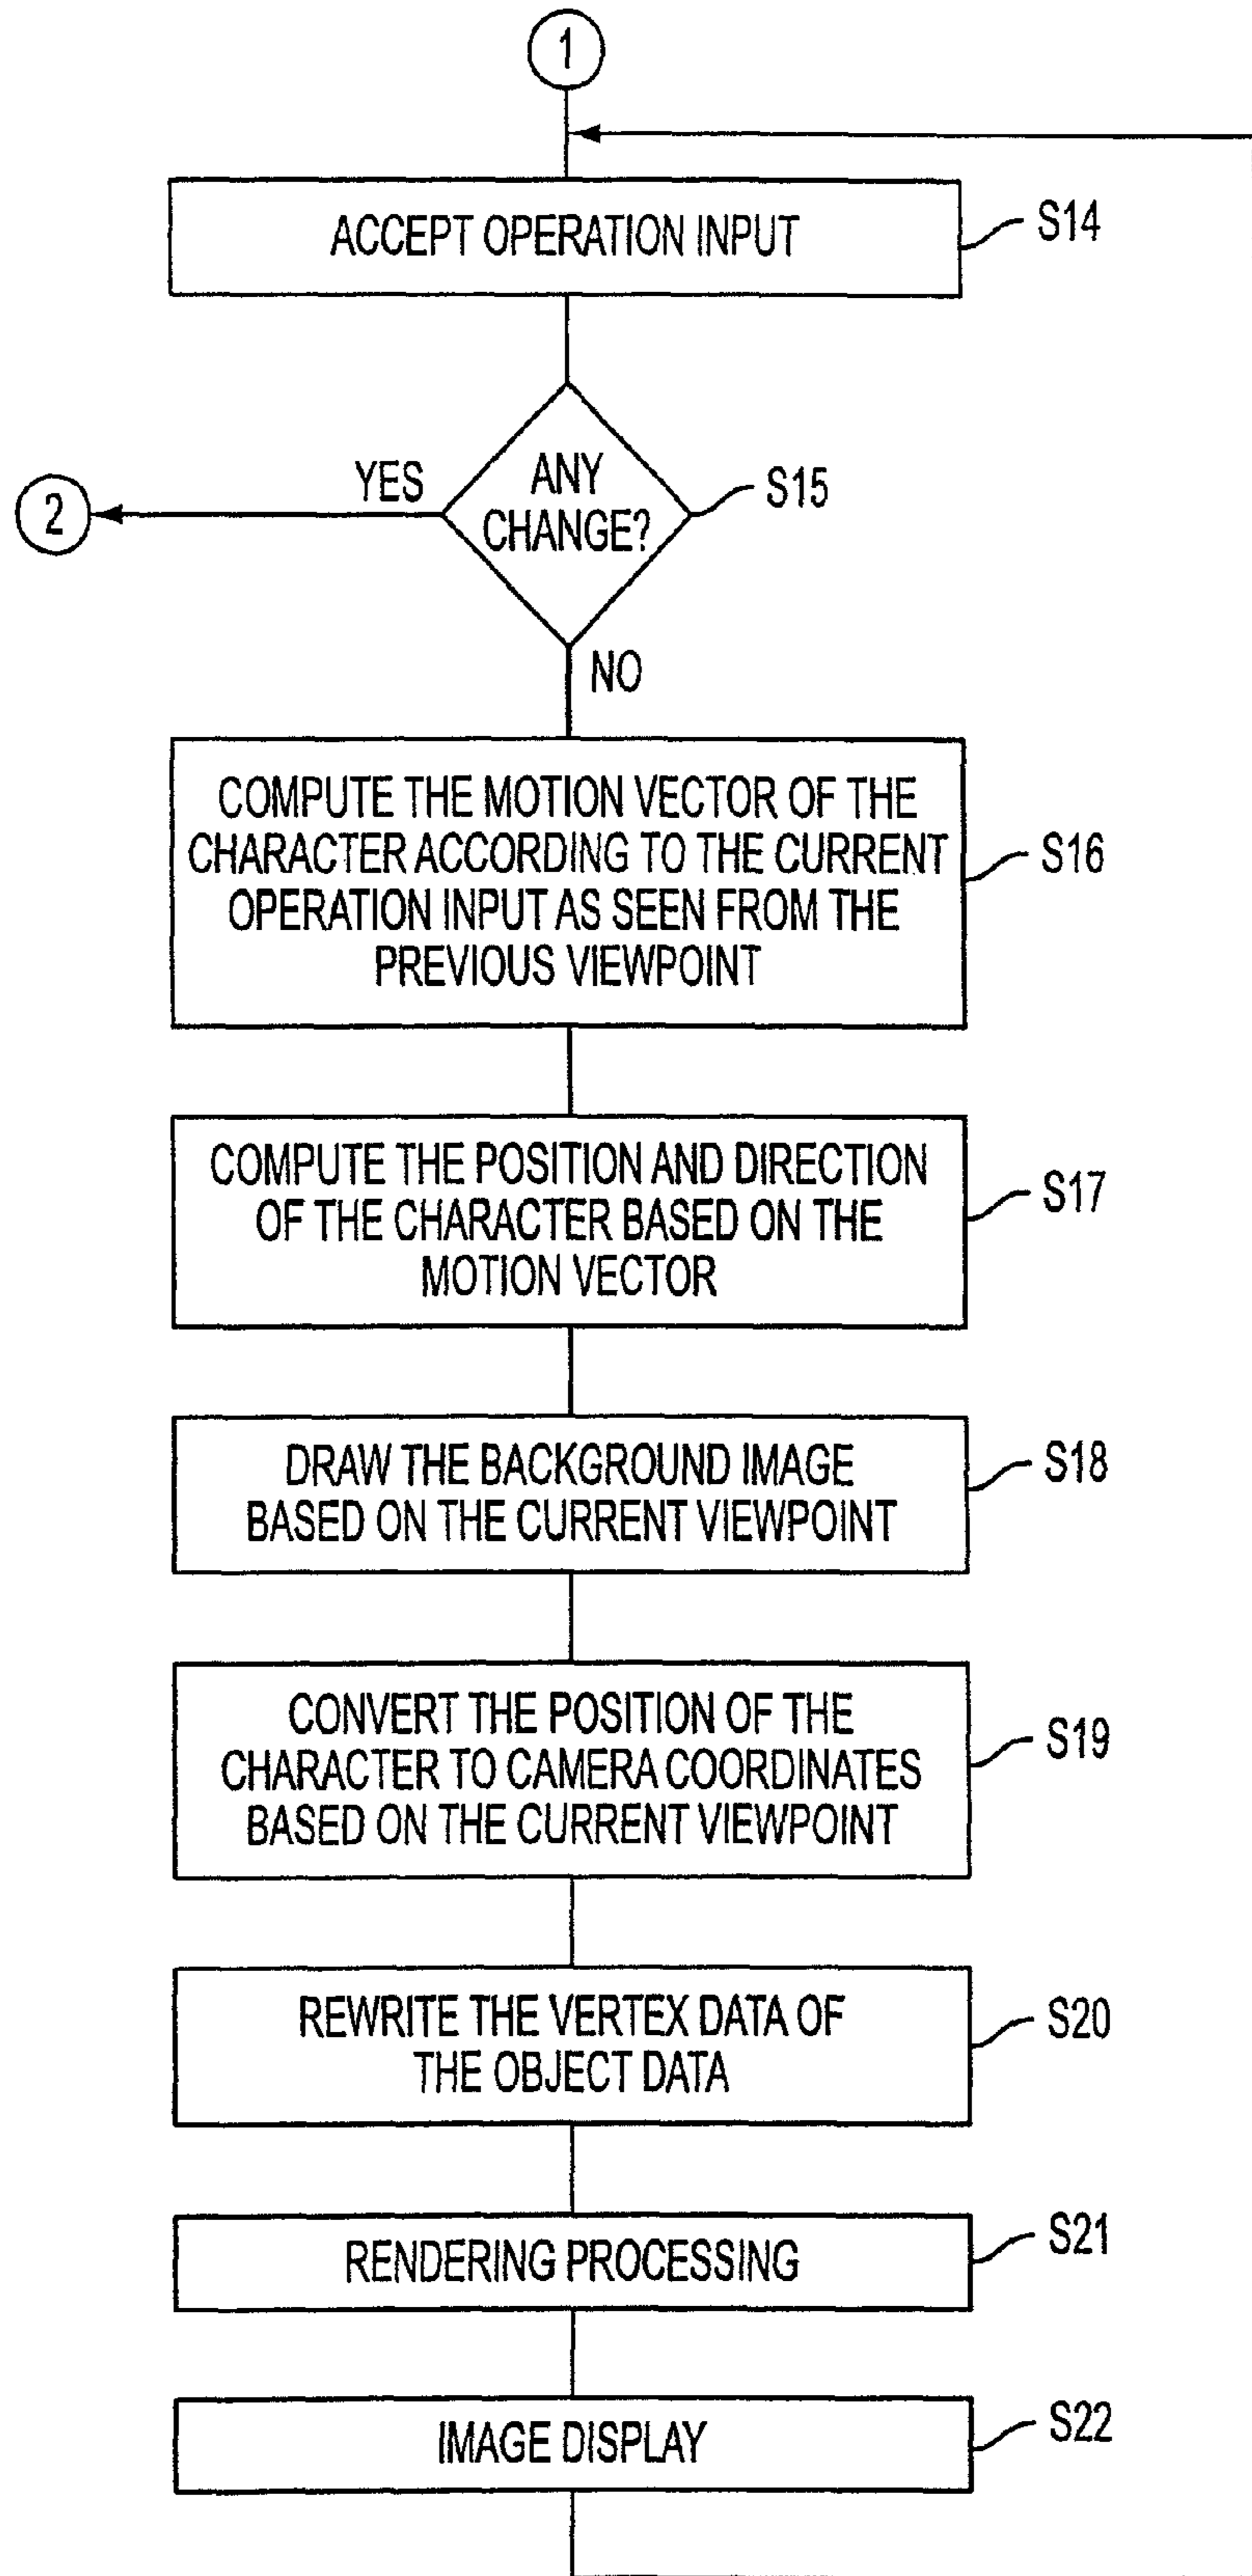 1
ACCEPT OPERATION INPUT
S14
ANY
CHANGE?
S15
YES
2
NO
COMPUTE THE MOTION VECTOR OF THE
CHARACTER ACCORDING TO THE CURRENT
OPERATION INPUT AS SEEN FROM THE
PREVIOUS VIEWPOINT
S16
COMPUTE THE POSITION AND DIRECTION
OF THE CHARACTER BASED ON THE
MOTION VECTOR
S17
DRAW THE BACKGROUND IMAGE
BASED ON THE CURRENT VIEWPOINT
S18
CONVERT THE POSITION OF THE
CHARACTER TO CAMERA COORDINATES
BASED ON THE CURRENT VIEWPOINT
S19
REWRITE THE VERTEX DATA OF
THE OBJECT DATA
S20
RENDERING PROCESSING
S21
IMAGE DISPLAY
S22